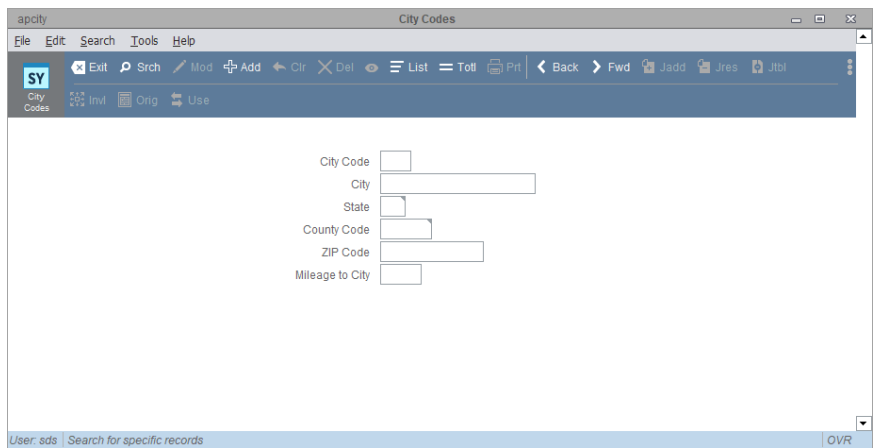 apcity City Codes
File Edit Search Tools Help
Exit Srch Mod Add Clr Del List Totl Prt Back Fwd Jadd Jres Jtbl
SY
City
Codes
Invl Orig Use
City Code
City
State
County Code
ZIP Code
Mileage to City
User: sds Search for specific records OVR